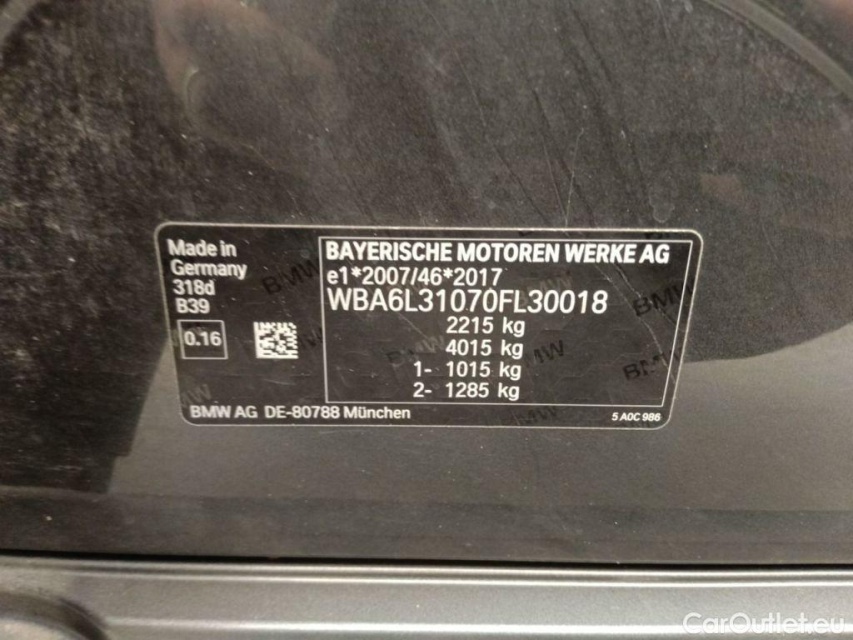 Made in
Germany
318d
B39
0.16
BAYERISCHE MOTOREN WERKE AG
e1*2007/46*2017
WBA6L31070FL30018
2215 kg
4015 kg
1- 1015 kg
2- 1285 kg
BMW AG DE-80788 München
5 A0C 986
CarOutlet.eu